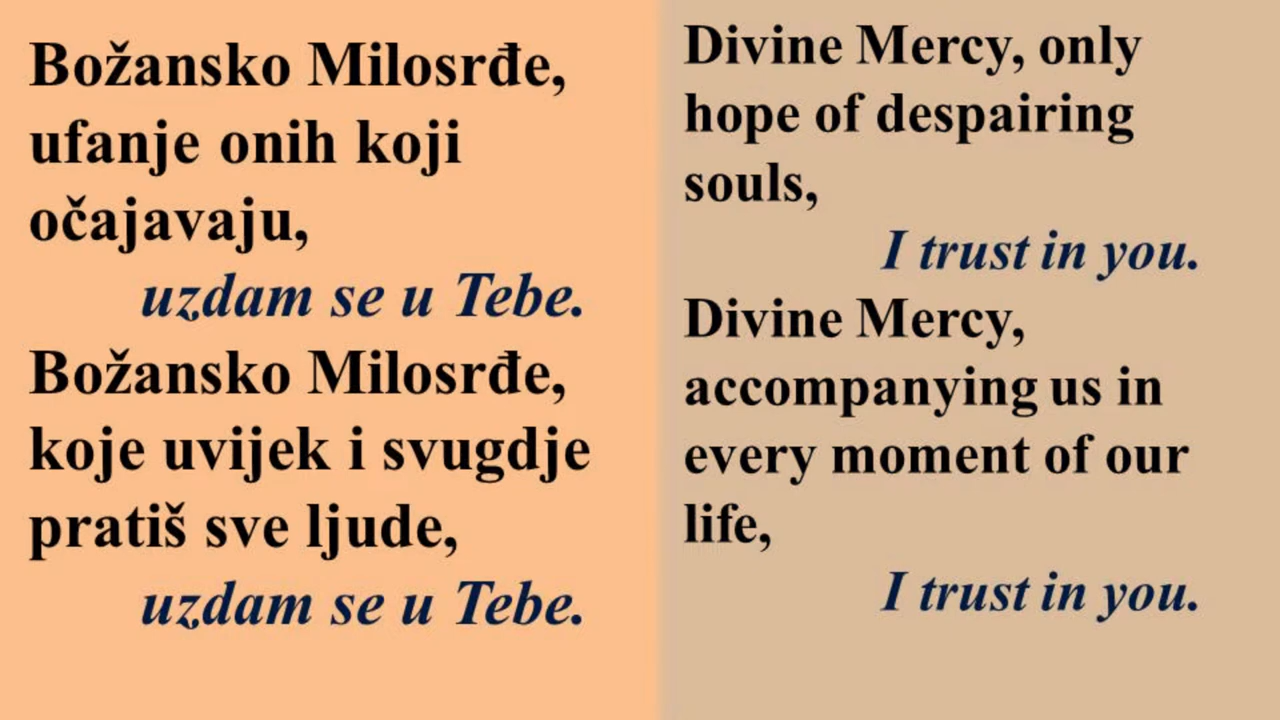 Božansko Milosrđe,
ufanje onih koji
očajavaju,
uzdam se u Tebe.
Božansko Milosrđe,
koje uvijek i svugdje
pratiš sve ljude,
uzdam se u Tebe.
Divine Mercy, only
hope of despairing
souls,
I trust in you.
Divine Mercy,
accompanying us in
every moment of our
life,
I trust in you.